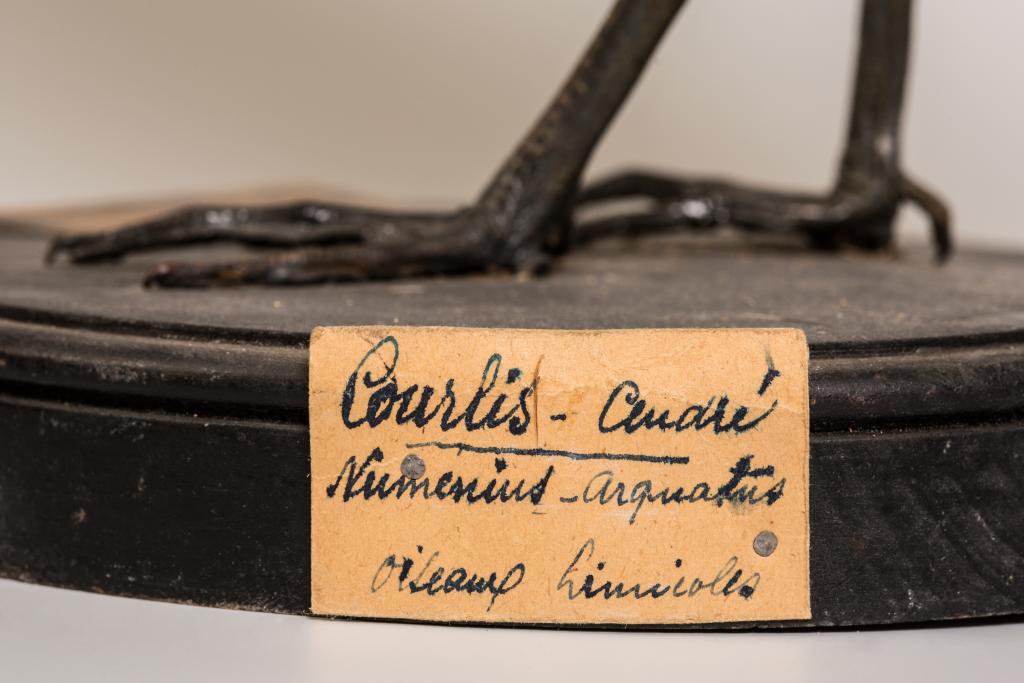 Courlis - Cendré
Numenius - arquatus
Oiseaux Limicoles